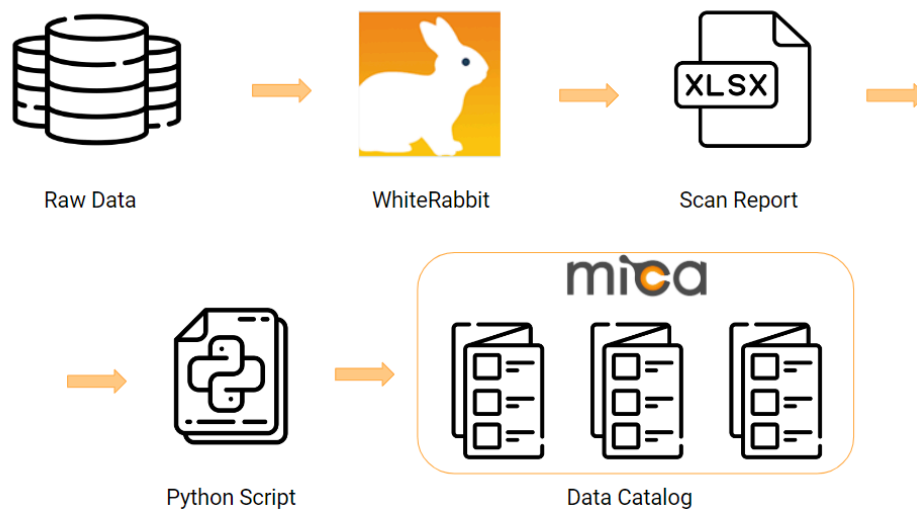 XLSX
Raw Data
WhiteRabbit
Scan Report
mica
Python Script
Data Catalog